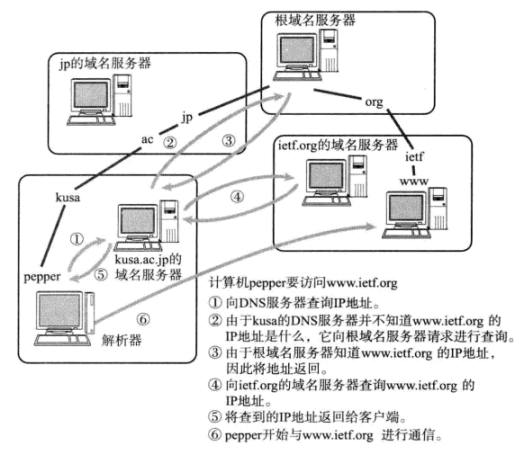 根域名服务器
jp的域名服务器
jp
org
ac
②
③
ietf.org的域名服务器
ietf
www
④
kusa
①
kusa.ac.jp的
域名服务器
⑤
pepper
⑥
解析器
计算机pepper要访问www.ietf.org
① 向DNS服务器查询IP地址。
② 由于kusa的DNS服务器并不知道www.ietf.org 的
IP地址是什么，它向根域名服务器请求进行查询。
③ 由于根域名服务器知道www.ietf.org 的IP地址，
因此将地址返回。
④ 向ietf.org的域名服务器查询www.ietf.org 的
IP地址。
⑤ 将查到的IP地址返回给客户端。
⑥ pepper开始与www.ietf.org 进行通信。